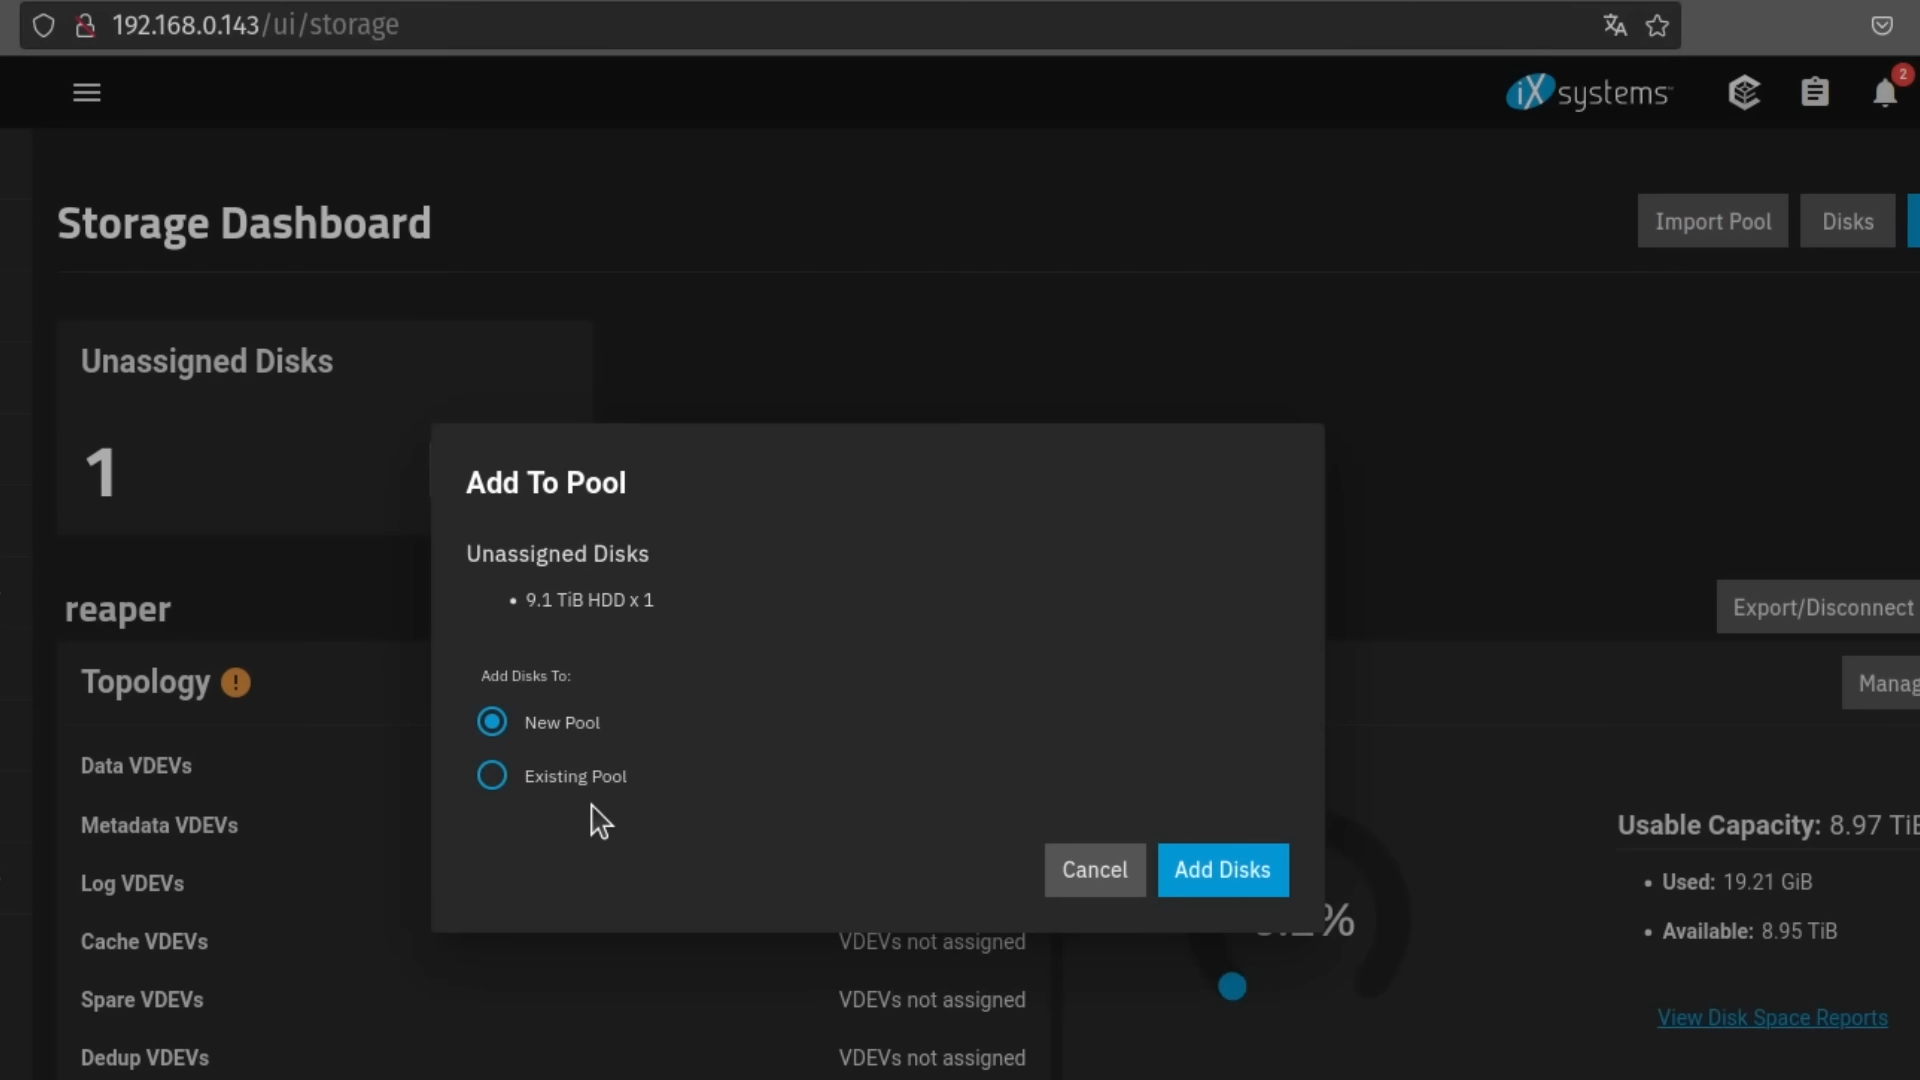 192.168.0.143/ui/storage
iX systems
2
Storage Dashboard
Import Pool
Disks
Unassigned Disks
1
Add To Pool
Unassigned Disks
• 9.1 TiB HDD x 1
Add Disks To:
New Pool
Existing Pool
Cancel
Add Disks
reaper
Export/Disconnect
Topology
Manag
Data VDEVs
Metadata VDEVs
Log VDEVs
Cache VDEVs
VDEVs not assigned
Spare VDEVs
VDEVs not assigned
Dedup VDEVs
VDEVs not assigned
Usable Capacity: 8.97 TiB
• Used: 19.21 GiB
• Available: 8.95 TiB
View Disk Space Reports